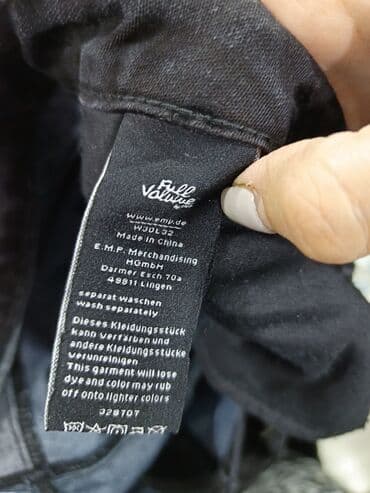 Full
Volume
by EMP
www.emp.de
W30L32
Made in China
E.M.P. Merchandising
HGmbH
Darmer Esch 70a
49811 Lingen
separat waschen
wash separately
Dieses Kleidungsstück
kann verfärben und
andere Kleidungsstücke
verunreinigen
This garment will lose
dye and color may rub
off onto lighter colors
328707